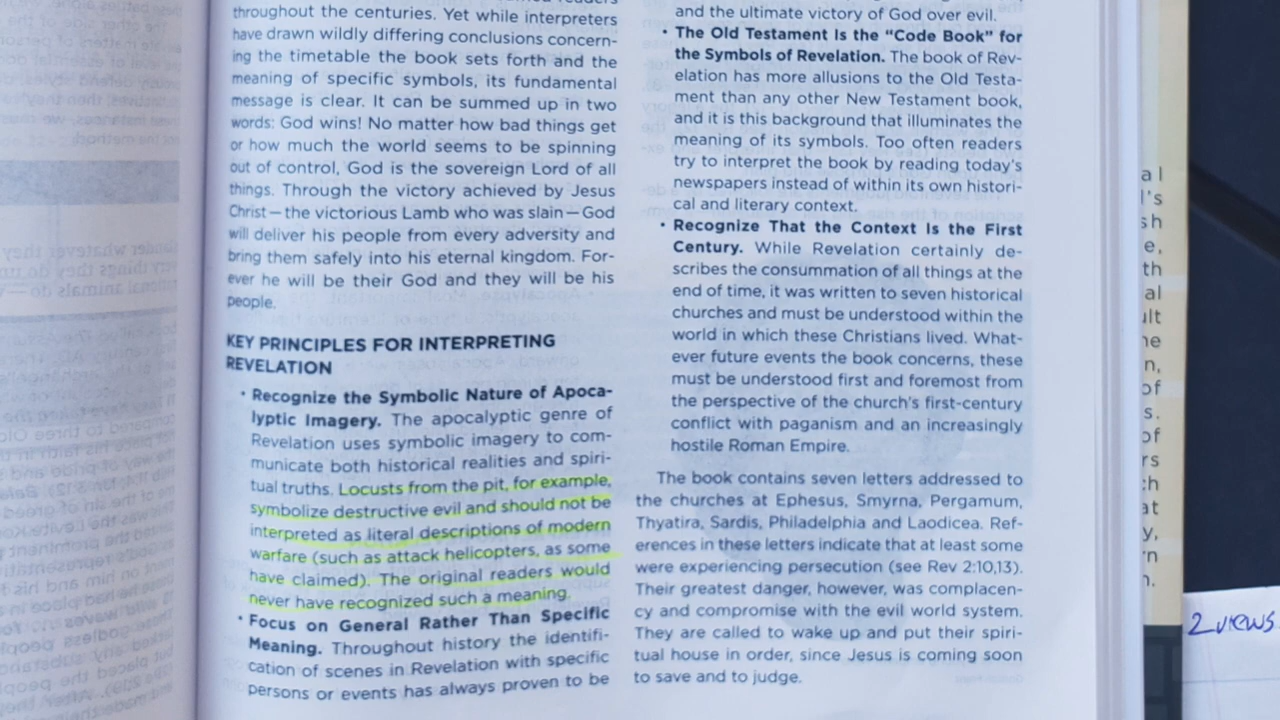 throughout the centuries. Yet while interpreters
have drawn wildly differing conclusions concern-
ing the timetable the book sets forth and the
meaning of specific symbols, its fundamental
message is clear. It can be summed up in two
words: God wins! No matter how bad things get
or how much the world seems to be spinning
out of control, God is the sovereign Lord of all
things. Through the victory achieved by Jesus
Christ—the victorious Lamb who was slain—God
will deliver his people from every adversity and
bring them safely into his eternal kingdom. For-
ever he will be their God and they will be his
people.
KEY PRINCIPLES FOR INTERPRETING
REVELATION
• Recognize the Symbolic Nature of Apoca-
lyptic Imagery. The apocalyptic genre of
Revelation uses symbolic imagery to com-
municate both historical realities and spiri-
tual truths. Locusts from the pit, for example,
symbolize destructive evil and should not be
interpreted as literal descriptions of modern
warfare (such as attack helicopters, as some
have claimed). The original readers would
never have recognized such a meaning.
• Focus on General Rather Than Specific
Meaning. Throughout history the identifi-
cation of scenes in Revelation with specific
persons or events has always proven to be
and the ultimate victory of God over evil.
• The Old Testament Is the “Code Book” for
the Symbols of Revelation. The book of Rev-
elation has more allusions to the Old Testa-
ment than any other New Testament book,
and it is this background that illuminates the
meaning of its symbols. Too often readers
try to interpret the book by reading today’s
newspapers instead of within its own histori-
cal and literary context.
• Recognize That the Context Is the First
Century. While Revelation certainly de-
scribes the consummation of all things at the
end of time, it was written to seven historical
churches and must be understood within the
world in which these Christians lived. What-
ever future events the book concerns, these
must be understood first and foremost from
the perspective of the church’s first-century
conflict with paganism and an increasingly
hostile Roman Empire.
The book contains seven letters addressed to
the churches at Ephesus, Smyrna, Pergamum,
Thyatira, Sardis, Philadelphia and Laodicea. Ref-
erences in these letters indicate that at least some
were experiencing persecution (see Rev 2:10,13).
Their greatest danger, however, was complacen-
cy and compromise with the evil world system.
They are called to wake up and put their spiri-
tual house in order, since Jesus is coming soon
to save and to judge.
2 views